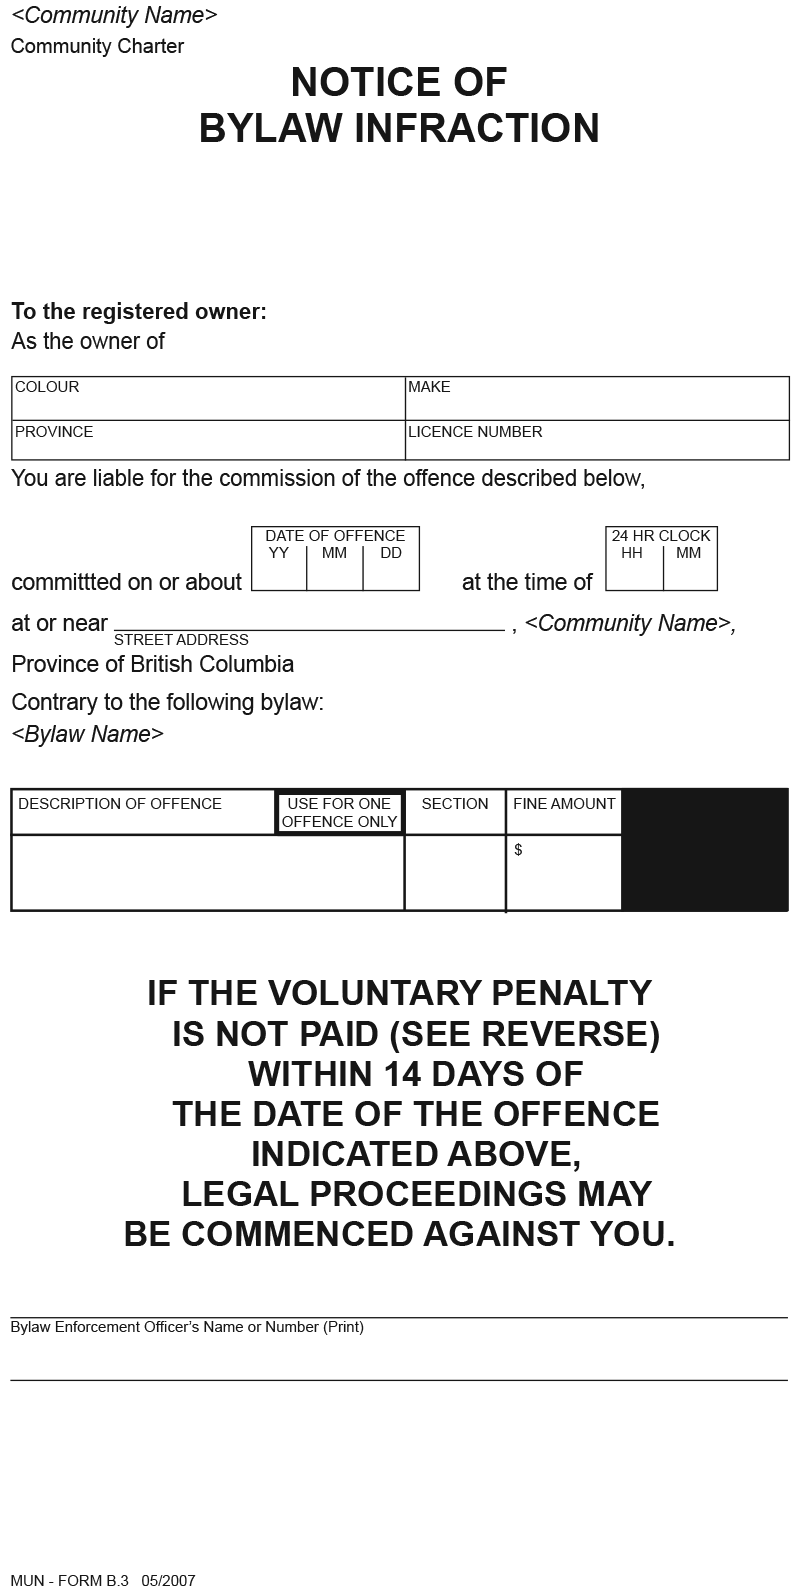 <Community Name>
Community Charter
NOTICE OF
BYLAW INFRACTION
To the registered owner:
As the owner of
COLOUR MAKE
PROVINCE LICENCE NUMBER
You are liable for the commission of the offence described below,
DATE OF OFFENCE 24 HR CLOCK
YY MM DD HH MM
committted on or about at the time of
at or near , <Community Name>,
STREET ADDRESS
Province of British Columbia
Contrary to the following bylaw:
<Bylaw Name>
DESCRIPTION OF OFFENCE USE FOR ONE SECTION FINE AMOUNT
OFFENCE ONLY
$
IF THE VOLUNTARY PENALTY
IS NOT PAID (SEE REVERSE)
WITHIN 14 DAYS OF
THE DATE OF THE OFFENCE
INDICATED ABOVE,
LEGAL PROCEEDINGS MAY
BE COMMENCED AGAINST YOU.
Bylaw Enforcement Officer’s Name or Number (Print)
MUN - FORM B.3 05/2007